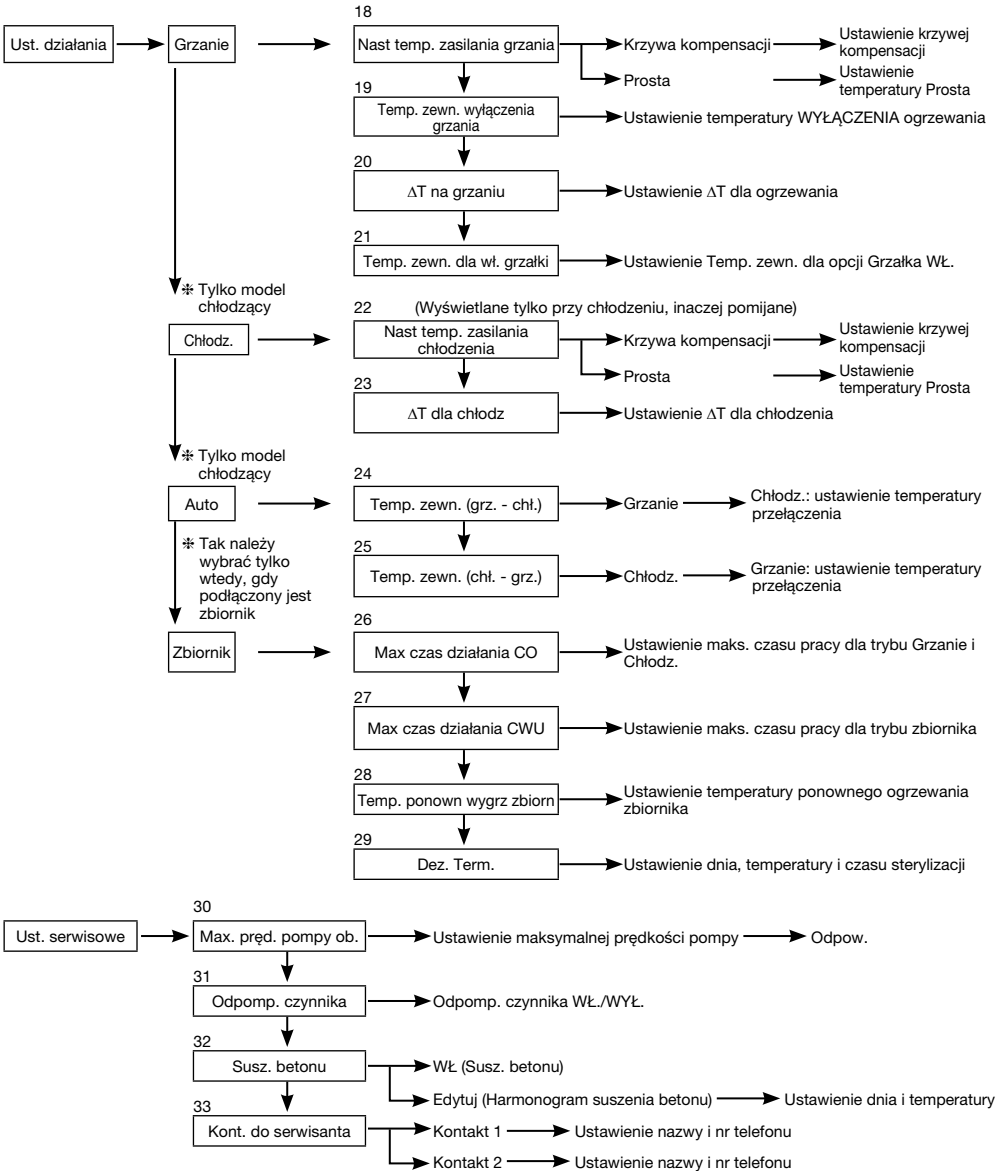 18
Ust. działania
Grzanie
Nast temp. zasilania grzania
Krzywa kompensacji
Ustawienie krzywej
kompensacji
Prosta
Ustawienie
temperatury Prosta
19
Temp. zewn. wyłączenia
grzania
Ustawienie temperatury WYŁĄCZENIA ogrzewania
20
ΔT na grzaniu
Ustawienie ΔT dla ogrzewania
21
Temp. zewn. dla wł. grzałki
Ustawienie Temp. zewn. dla opcji Grzałka WŁ.
❉ Tylko model
chłodzący
22
(Wyświetlane tylko przy chłodzeniu, inaczej pomijane)
Chłodz.
Nast temp. zasilania
chłodzenia
Krzywa kompensacji
Ustawienie krzywej
kompensacji
Prosta
Ustawienie
temperatury Prosta
23
ΔT dla chłodz
Ustawienie ΔT dla chłodzenia
❉ Tylko model
chłodzący
24
Auto
Temp. zewn. (grz. - chł.)
Grzanie
Chłodz.: ustawienie temperatury
przełączenia
❉ Tak należy
wybrać tylko
wtedy, gdy
podłączony jest
zbiornik
25
Temp. zewn. (chł. - grz.)
Chłodz.
Grzanie: ustawienie temperatury
przełączenia
26
Zbiornik
Max czas działania CO
Ustawienie maks. czasu pracy dla trybu Grzanie i
Chłodz.
27
Max czas działania CWU
Ustawienie maks. czasu pracy dla trybu zbiornika
28
Temp. ponown wygrz zbiorn
Ustawienie temperatury ponownego ogrzewania
zbiornika
29
Dez. Term.
Ustawienie dnia, temperatury i czasu sterylizacji
30
Ust. serwisowe
Max. pręd. pompy ob.
Ustawienie maksymalnej prędkości pompy
Odpow.
31
Odpomp. czynnika
Odpomp. czynnika WŁ./WYŁ.
32
Susz. betonu
WŁ (Susz. betonu)
Edytuj (Harmonogram suszenia betonu)
Ustawienie dnia i temperatury
33
Kont. do serwisanta
Kontakt 1
Ustawienie nazwy i nr telefonu
Kontakt 2
Ustawienie nazwy i nr telefonu